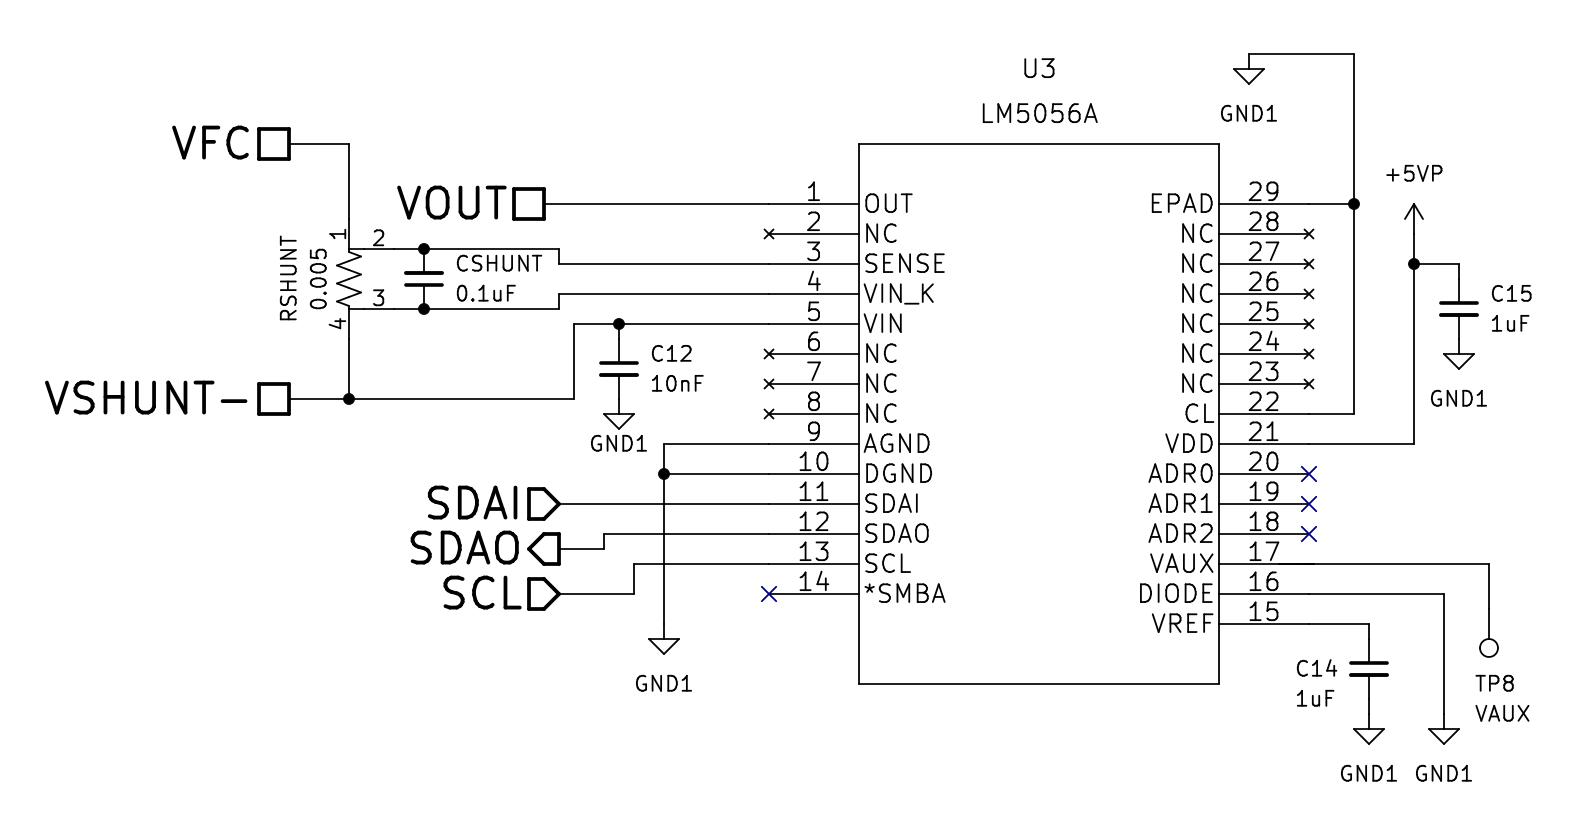 U3
LM5056A
GND1
VFC
VOUT
+5VP
RSHUNT
0.005
1
2
3
4
CSHUNT
0.1uF
VSHUNT-
C12
10nF
GND1
SDAI
SDAO
SCL
GND1
1 OUT
2 NC
3 SENSE
4 VIN_K
5 VIN
6 NC
7 NC
8 NC
9 AGND
10 DGND
11 SDAI
12 SDAO
13 SCL
14 *SMBA
EPAD 29
NC 28
NC 27
NC 26
NC 25
NC 24
NC 23
CL 22
VDD 21
ADR0 20
ADR1 19
ADR2 18
VAUX 17
DIODE 16
VREF 15
C15
1uF
GND1
C14
1uF
GND1
GND1
TP8
VAUX